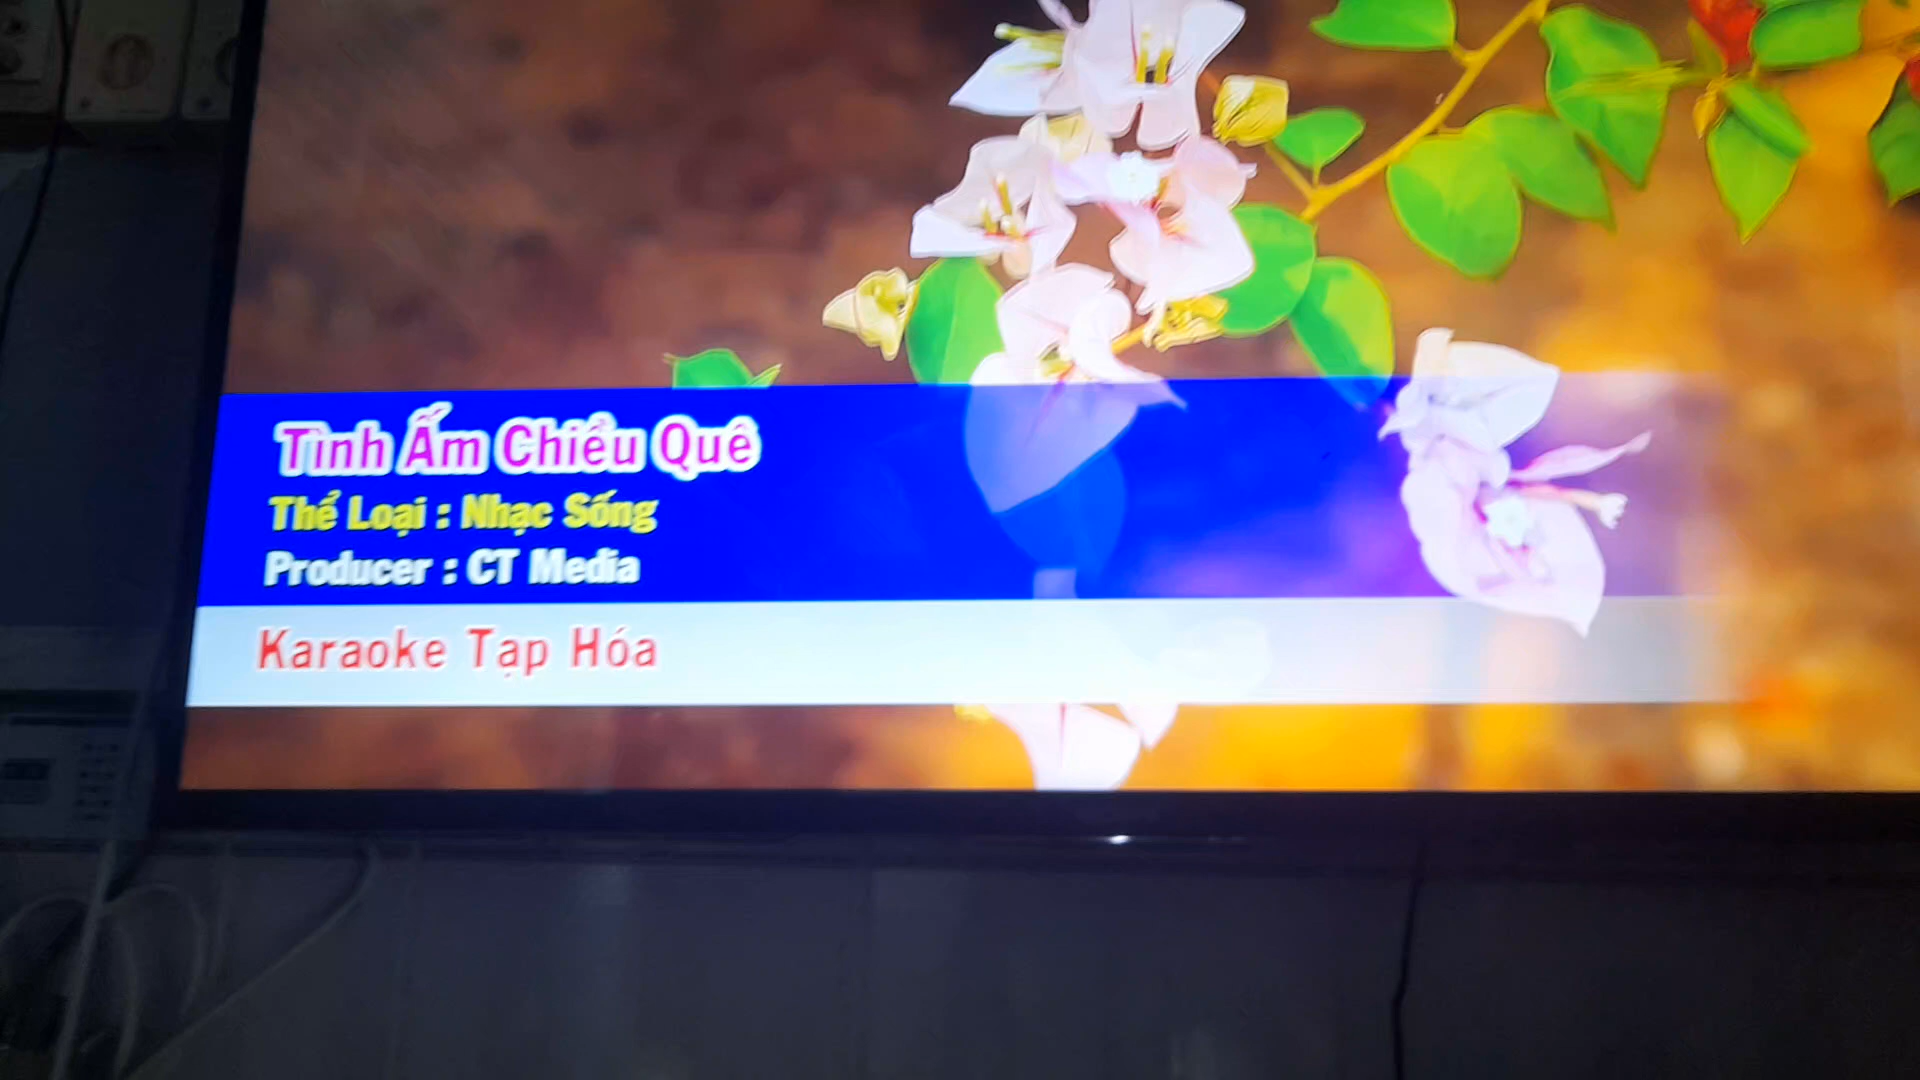 Tình Ấm Chiều Quê
Thể Loại : Nhạc Sống
Producer : CT Media
Karaoke Tạp Hóa